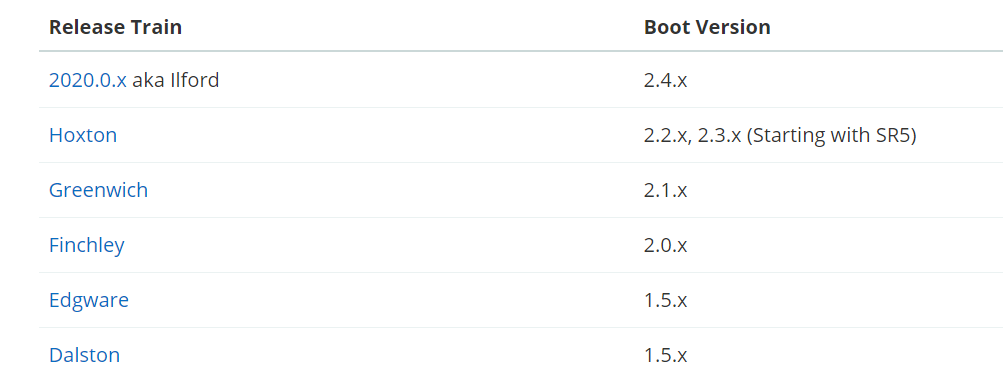 Release Train Boot Version
2020.0.x aka Ilford 2.4.x
Hoxton 2.2.x, 2.3.x (Starting with SR5)
Greenwich 2.1.x
Finchley 2.0.x
Edgware 1.5.x
Dalston 1.5.x